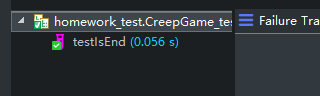 homework_test.CreepGame_tes
Failure Tra
testIsEnd (0.056 s)